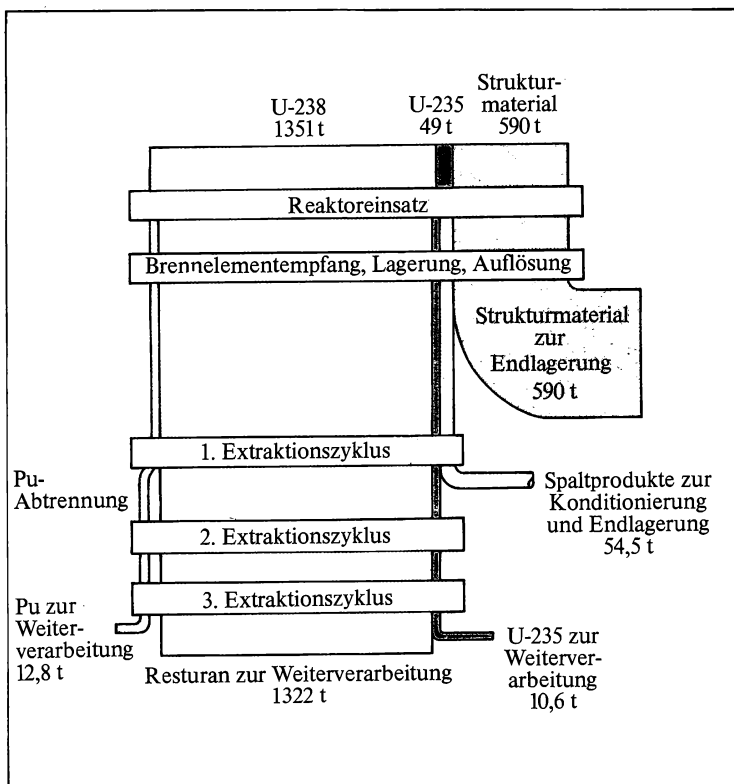 U-238
1351 t
U-235
49 t
Struktur-
material
590 t
Reaktoreinsatz
Brennelementempfang, Lagerung, Auflösung
Strukturmaterial
zur
Endlagerung
590 t
1. Extraktionszyklus
Pu-
Abtrennung
Spaltprodukte zur
Konditionierung
und Endlagerung
54,5 t
2. Extraktionszyklus
3. Extraktionszyklus
Pu zur
Weiter-
verarbeitung
12,8 t
Resturan zur Weiterverarbeitung
1322 t
U-235 zur
Weiterver-
arbeitung
10,6 t